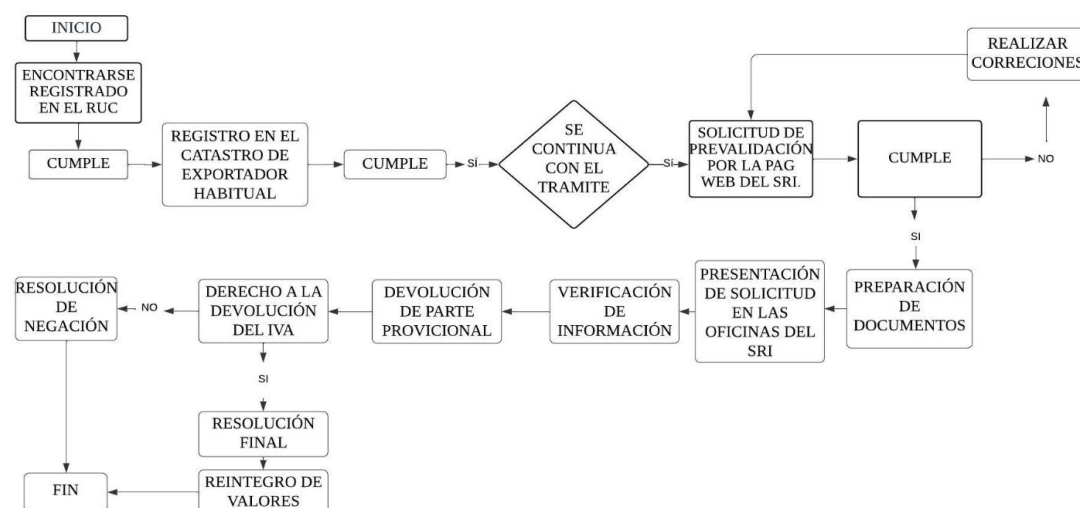 INICIO
ENCONTRARSE
REGISTRADO
EN EL RUC
CUMPLE
REGISTRO EN EL
CATASTRO DE
EXPORTADOR
HABITUAL
CUMPLE
SÍ
SE
CONTINUA
CON EL
TRAMITE
SÍ
SOLICITUD DE
PREVALIDACIÓN
POR LA PAG
WEB DEL SRI.
CUMPLE
NO
REALIZAR
CORRECIONES
SI
PREPARACIÓN
DE
DOCUMENTOS
PRESENTACIÓN
DE SOLICITUD
EN LAS
OFICINAS DEL
SRI
VERIFICACIÓN
DE
INFORMACIÓN
DEVOLUCIÓN
DE PARTE
PROVICIONAL
DERECHO A LA
DEVOLUCIÓN
DEL IVA
NO
RESOLUCIÓN
DE
NEGACIÓN
SI
RESOLUCIÓN
FINAL
REINTEGRO DE
VALORES
FIN